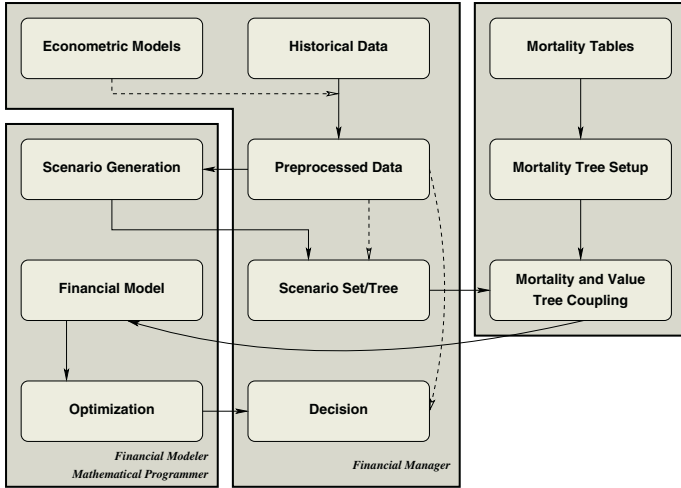 Econometric Models
Historical Data
Mortality Tables
Scenario Generation
Preprocessed Data
Mortality Tree Setup
Financial Model
Scenario Set/Tree
Mortality and Value
Tree Coupling
Optimization
Decision
Financial Modeler
Mathematical Programmer
Financial Manager